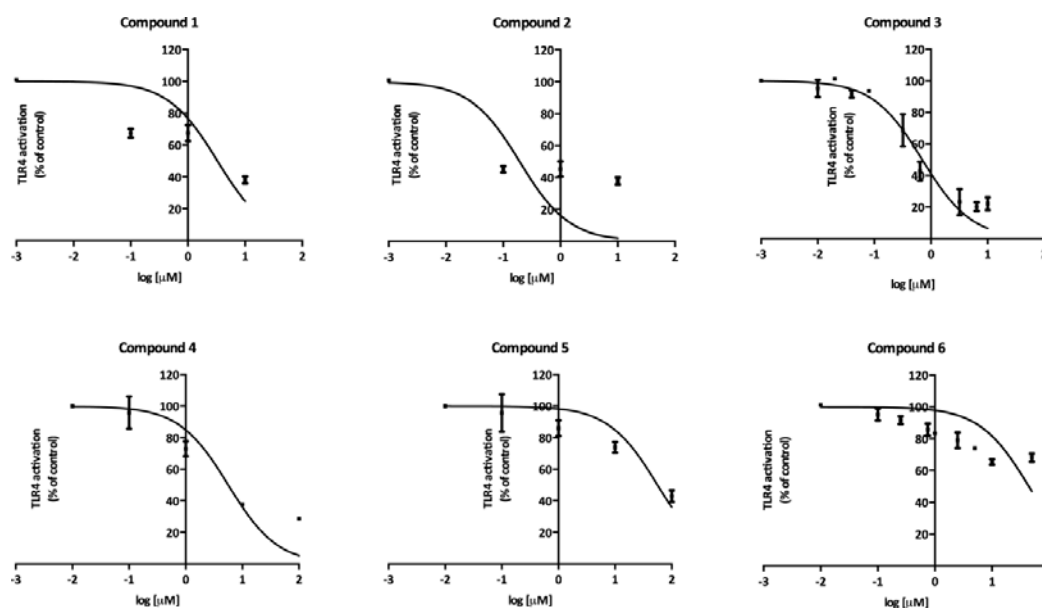 Compound 1
120
100
80
60
40
20
TLR4 activation
(% of control)
-3 -2 -1 0 1 2
log [μM]
Compound 2
120
100
80
60
40
20
TLR4 activation
(% of control)
-3 -2 -1 0 1 2
log [μM]
Compound 3
120
100
80
60
40
20
TLR4 activation
(% of control)
-3 -2 -1 0 1 2
log [μM]
Compound 4
120
100
80
60
40
20
TLR4 activation
(% of control)
-3 -2 -1 0 1 2
log [μM]
Compound 5
120
100
80
60
40
20
TLR4 activation
(% of control)
-3 -2 -1 0 1 2
log [μM]
Compound 6
120
100
80
60
40
20
TLR4 activation
(% of control)
-3 -2 -1 0 1 2
log [μM]